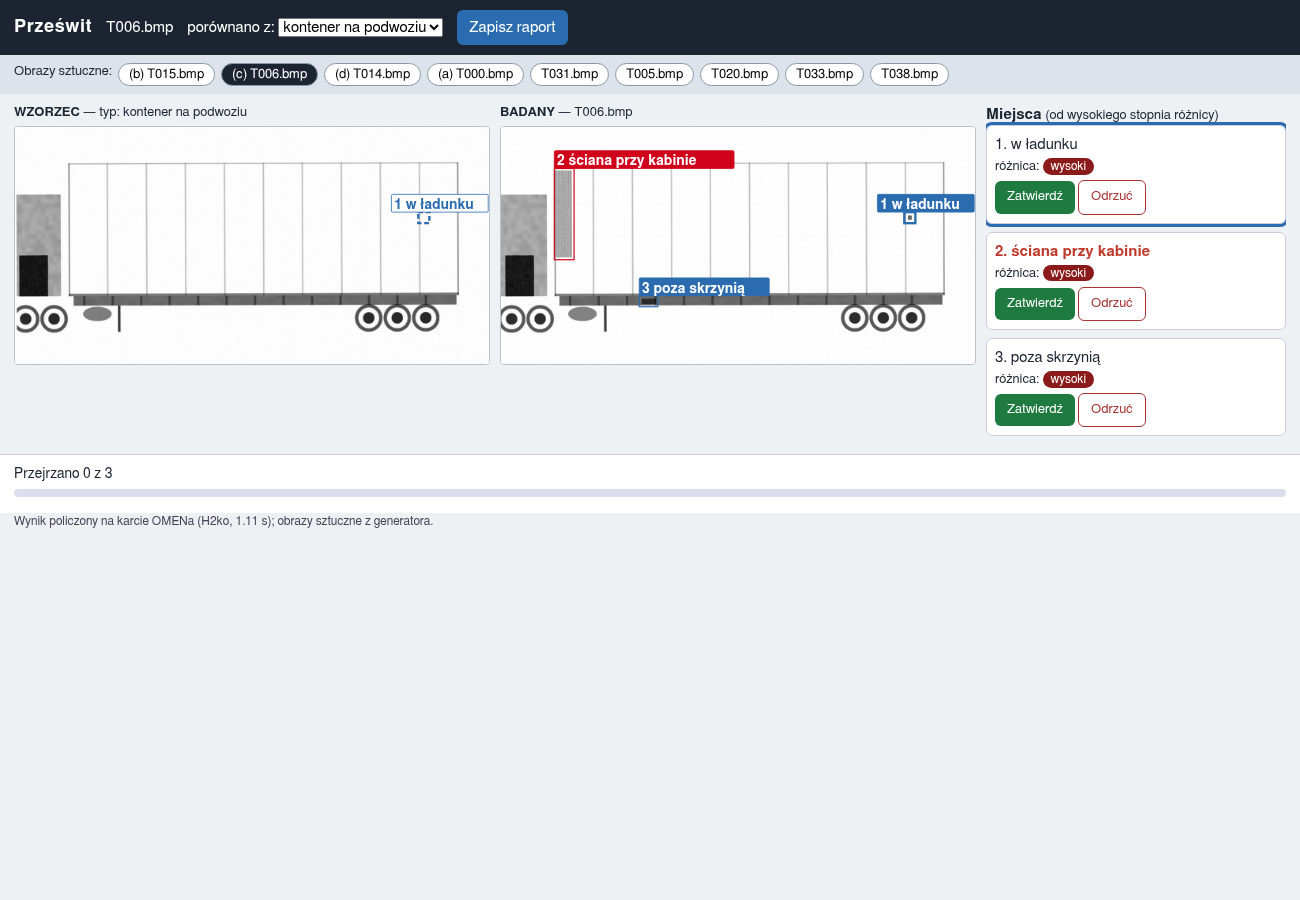 Prześwit T006.bmp porównano z: kontener na podwoziu Zapisz raport
Obrazy sztuczne: (b) T015.bmp (c) T006.bmp (d) T014.bmp (a) T000.bmp T031.bmp T005.bmp T020.bmp T033.bmp T038.bmp
WZORZEC — typ: kontener na podwoziu
1 w ładunku
BADANY — T006.bmp
2 ściana przy kabinie
1 w ładunku
3 poza skrzynią
Miejsca (od wysokiego stopnia różnicy)
1. w ładunku
różnica: wysoki
Zatwierdź Odrzuć
2. ściana przy kabinie
różnica: wysoki
Zatwierdź Odrzuć
3. poza skrzynią
różnica: wysoki
Zatwierdź Odrzuć
Przejrzano 0 z 3
Wynik policzony na karcie OMENa (H2ko, 1.11 s); obrazy sztuczne z generatora.